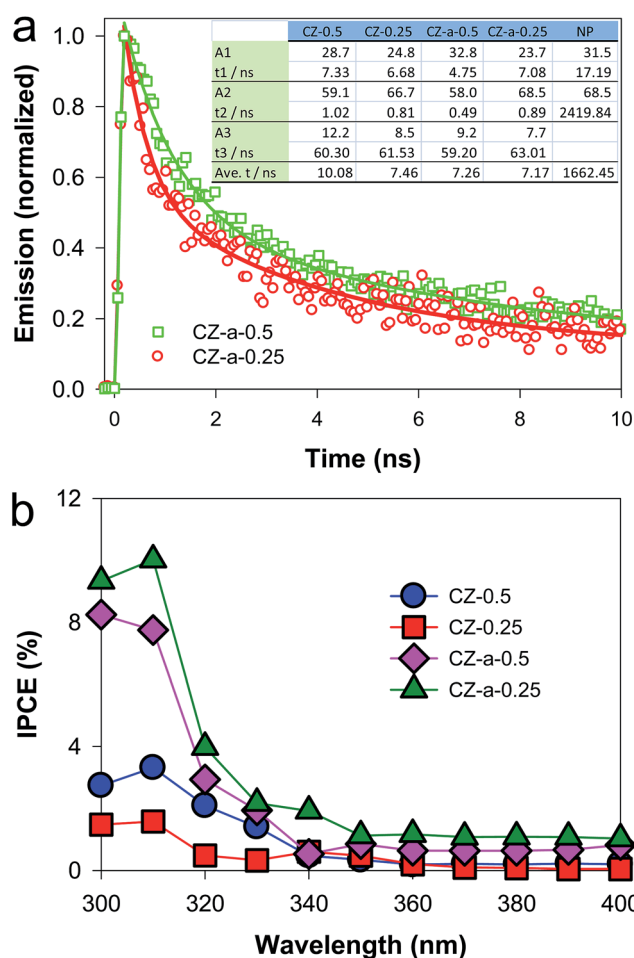 a
CZ-0.5 CZ-0.25 CZ-a-0.5 CZ-a-0.25 NP
A1 28.7 24.8 32.8 23.7 31.5
t1 / ns 7.33 6.68 4.75 7.08 17.19
A2 59.1 66.7 58.0 68.5 68.5
t2 / ns 1.02 0.81 0.49 0.89 2419.84
A3 12.2 8.5 9.2 7.7
t3 / ns 60.30 61.53 59.20 63.01
Ave. t / ns 10.08 7.46 7.26 7.17 1662.45
Emission (normalized)
1.0
0.8
0.6
0.4
0.2
0.0
CZ-a-0.5
CZ-a-0.25
0 2 4 6 8 10
Time (ns)
b
IPCE (%)
12
8
4
0
CZ-0.5
CZ-0.25
CZ-a-0.5
CZ-a-0.25
300 320 340 360 380 400
Wavelength (nm)